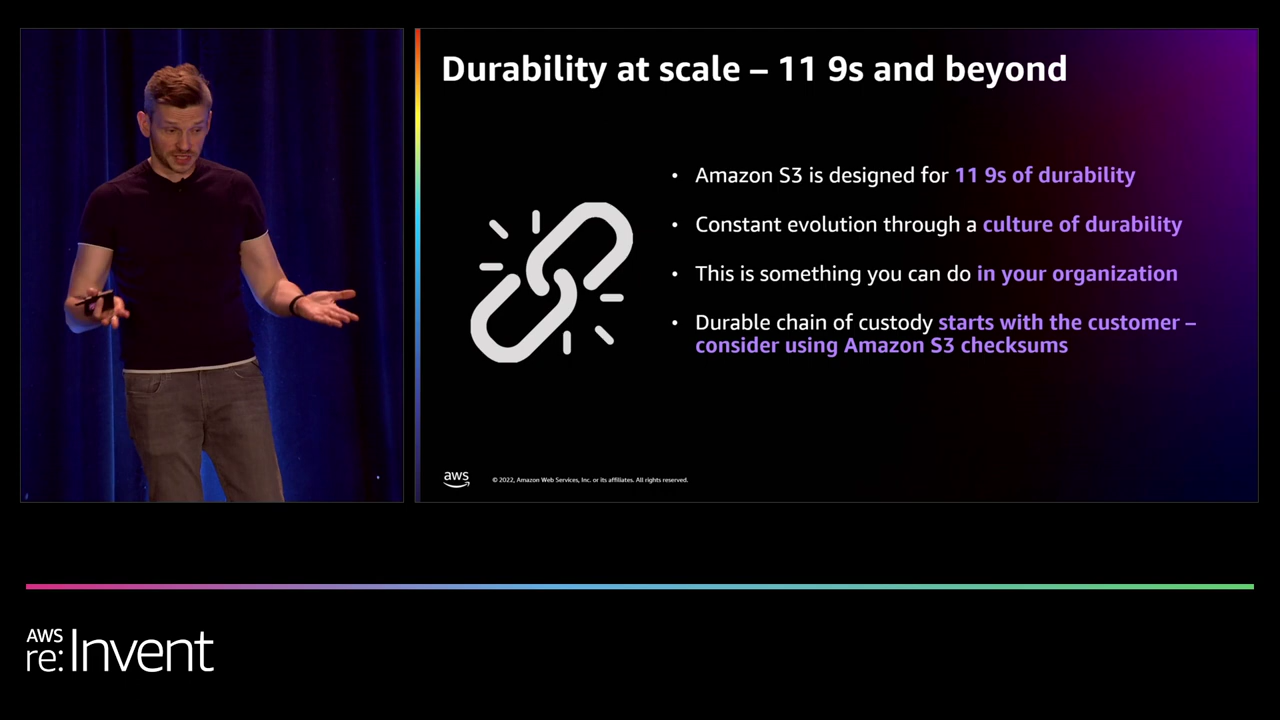 Durability at scale – 11 9s and beyond
• Amazon S3 is designed for 11 9s of durability
• Constant evolution through a culture of durability
• This is something you can do in your organization
• Durable chain of custody starts with the customer –
consider using Amazon S3 checksums
aws
© 2022, Amazon Web Services, Inc. or its affiliates. All rights reserved.
AWS
re:Invent